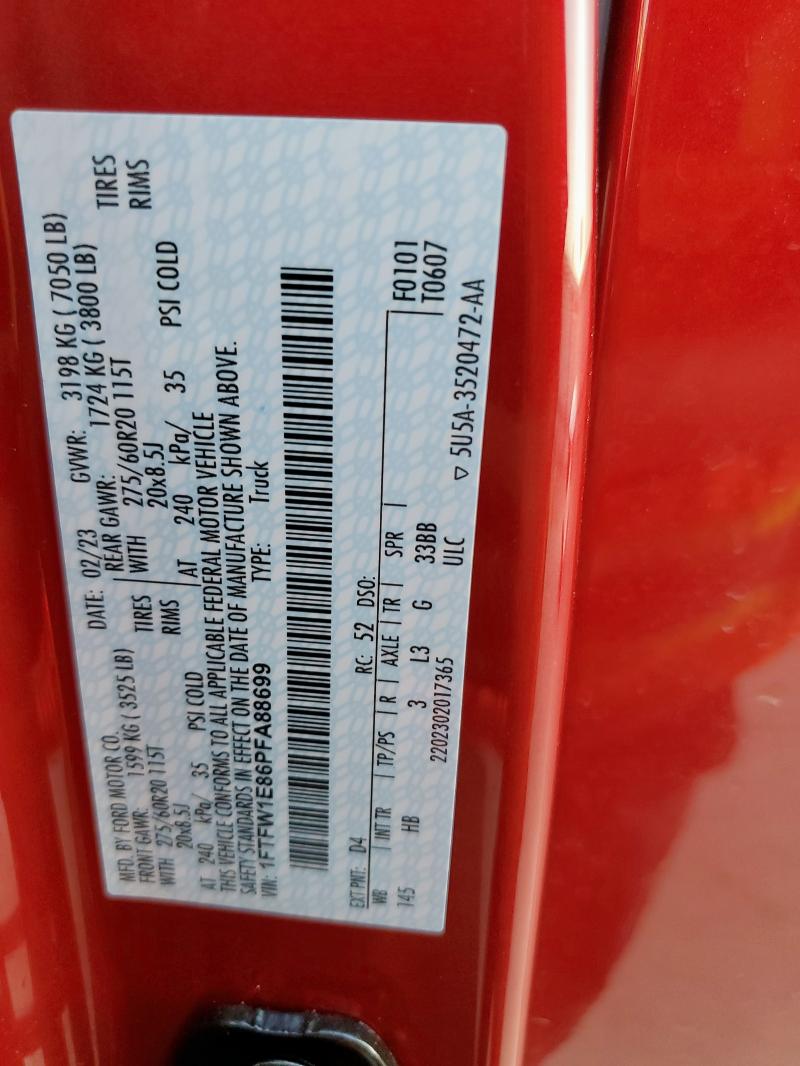 MFD. BY FORD MOTOR CO.
DATE: 02/23 GVWR: 3198 KG ( 7050 LB)
FRONT GAWR: 1599 KG ( 3525 LB)
REAR GAWR: 1724 KG ( 3800 LB)
WITH 275/60R20 115T TIRES
WITH 275/60R20 115T TIRES
20x8.5J RIMS
20x8.5J RIMS
AT 240 kPa/ 35 PSI COLD
AT 240 kPa/ 35 PSI COLD
THIS VEHICLE CONFORMS TO ALL APPLICABLE FEDERAL MOTOR VEHICLE
SAFETY STANDARDS IN EFFECT ON THE DATE OF MANUFACTURE SHOWN ABOVE.
VIN: 1FTFW1E86PFA88699 TYPE: Truck
EXT PNT: D4 RC: 52 DSO:
WB INT TR TP/PS R AXLE TR SPR F0101
145 HB 3 L3 G 33BB T0607
2202302017365 ULC
▽ 5U5A-3520472-AA